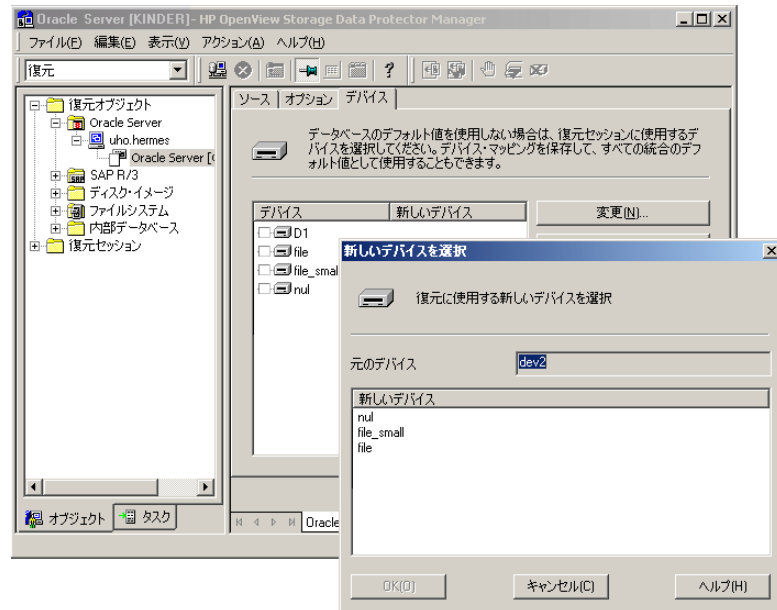 Oracle Server [KINDER] - HP OpenView Storage Data Protector Manager
ファイル(F) 編集(E) 表示(V) アクション(A) ヘルプ(H)
復元
復元オブジェクト
Oracle Server
uho.hermes
Oracle Server [
SAP R/3
ディスク・イメージ
ファイルシステム
内部データベース
復元セッション
オブジェクト
タスク
ソース
オプション
デバイス
データベースのデフォルト値を使用しない場合は、復元セッションに使用するデ
バイスを選択してください。デバイス・マッピングを保存して、すべての統合のデフ
ォルト値として使用することもできます。
デバイス
新しいデバイス
変更(N)...
D1
file
file_smal
nul
Oracle
新しいデバイスを選択
復元に使用する新しいデバイスを選択
元のデバイス
dev2
新しいデバイス
nul
file_small
file
OK(O)
キャンセル(C)
ヘルプ(H)